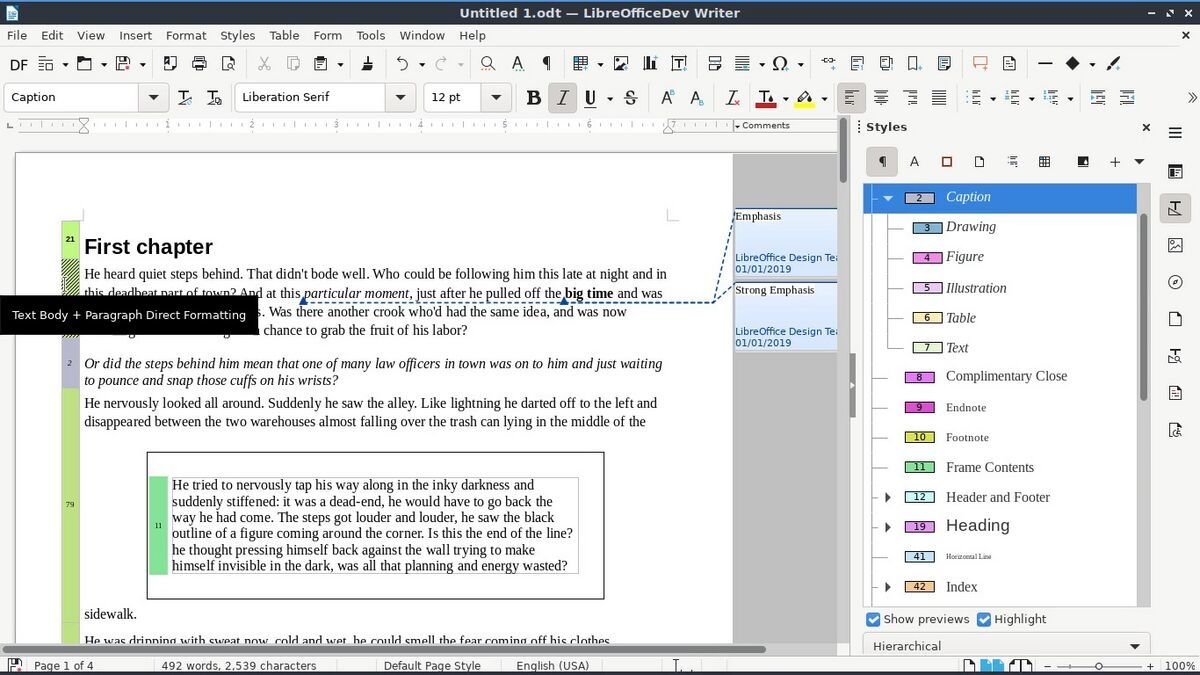 Untitled 1.odt — LibreOfficeDev Writer
File Edit View Insert Format Styles Table Form Tools Window Help
DF
Caption Liberation Serif 12 pt B I U S
1 1 2 3 4 5 6 7 Comments
21
First chapter
He heard quiet steps behind. That didn't bode well. Who could be following him this late at night and in
this deadbeat part of town? And at this particular moment, just after he pulled off the big time and was
Text Body + Paragraph Direct Formatting
s. Was there another crook who'd had the same idea, and was now
a chance to grab the fruit of his labor?
2
Or did the steps behind him mean that one of many law officers in town was on to him and just waiting
to pounce and snap those cuffs on his wrists?
He nervously looked all around. Suddenly he saw the alley. Like lightning he darted off to the left and
disappeared between the two warehouses almost falling over the trash can lying in the middle of the
79
11
He tried to nervously tap his way along in the inky darkness and
suddenly stiffened: it was a dead-end, he would have to go back the
way he had come. The steps got louder and louder, he saw the black
outline of a figure coming around the corner. Is this the end of the line?
he thought pressing himself back against the wall trying to make
himself invisible in the dark, was all that planning and energy wasted?
sidewalk.
He was dripping with sweat now, cold and wet, he could smell the fear coming off his clothes.
Emphasis
LibreOffice Design Tea
01/01/2019
Strong Emphasis
LibreOffice Design Tea
01/01/2019
Styles
2 Caption
3 Drawing
4 Figure
5 Illustration
6 Table
7 Text
8 Complimentary Close
9 Endnote
10 Footnote
11 Frame Contents
12 Header and Footer
19 Heading
41 Horizontal Line
42 Index
Show previews Highlight
Hierarchical
Page 1 of 4 492 words, 2,539 characters Default Page Style English (USA) 100%